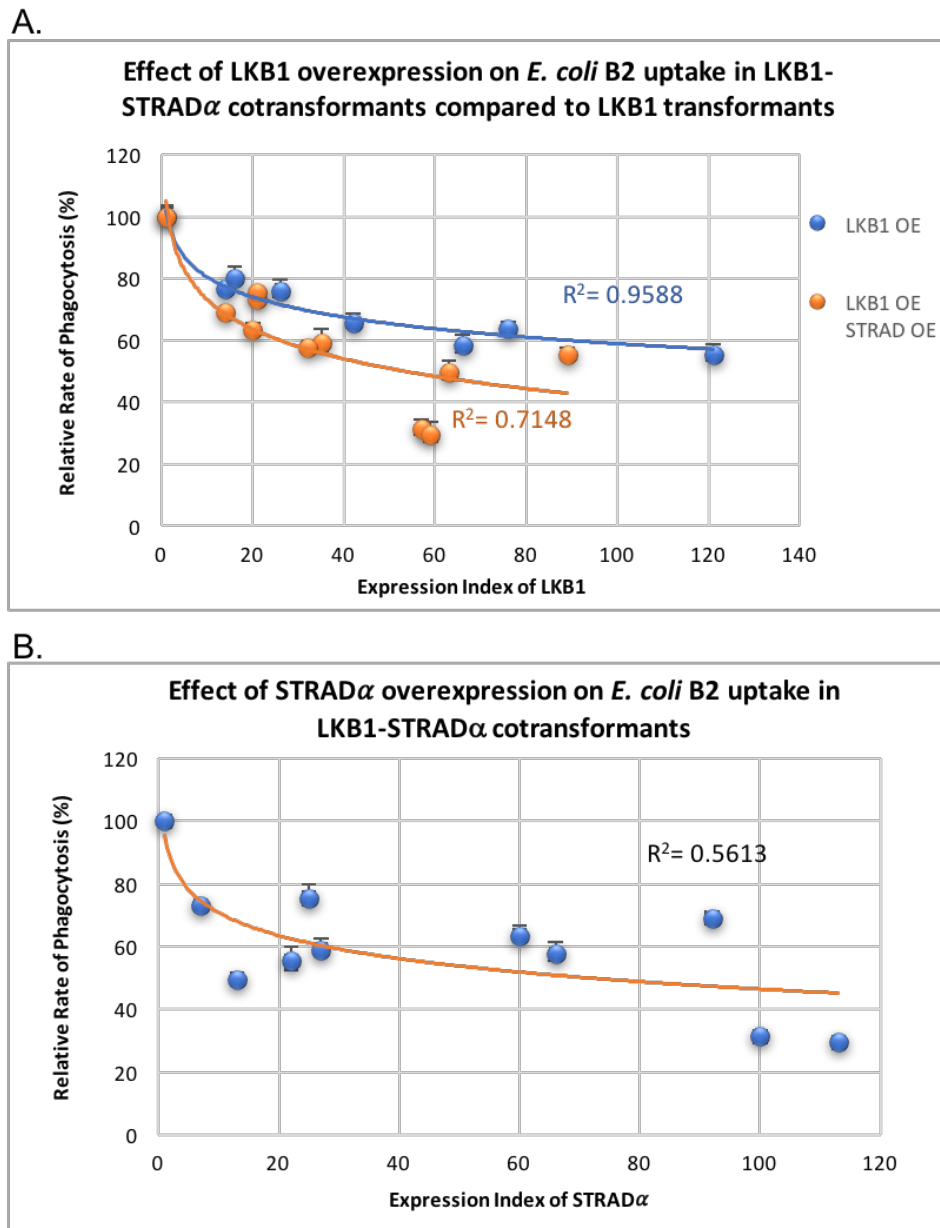 A.
Effect of LKB1 overexpression on E. coli B2 uptake in LKB1-
STRADα cotransformants compared to LKB1 transformants
Relative Rate of Phagocytosis (%)
120
100
80
60
40
20
0
R²= 0.9588
R²= 0.7148
LKB1 OE
LKB1 OE
STRAD OE
0 20 40 60 80 100 120 140
Expression Index of LKB1
B.
Effect of STRADα overexpression on E. coli B2 uptake in
LKB1-STRADα cotransformants
Relative Rate of Phagocytosis (%)
120
100
80
60
40
20
0
R²= 0.5613
0 20 40 60 80 100 120
Expression Index of STRADα